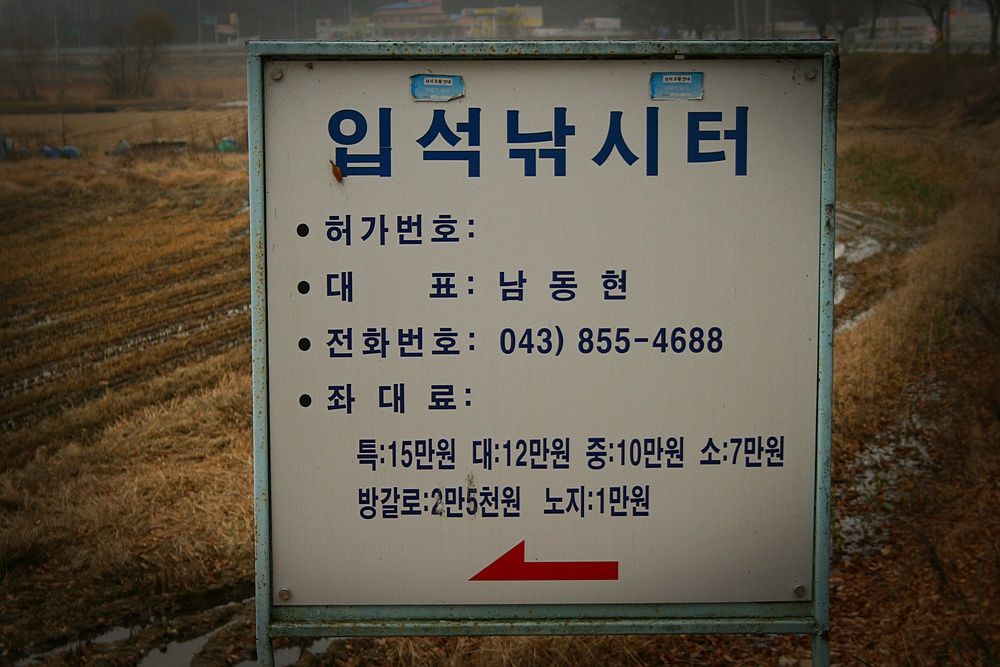 입석낚시터
• 허가번호:
• 대 표: 남 동 현
• 전화번호: 043) 855-4688
• 좌 대 료:
특:15만원 대:12만원 중:10만원 소:7만원
방갈로:2만5천원 노지:1만원